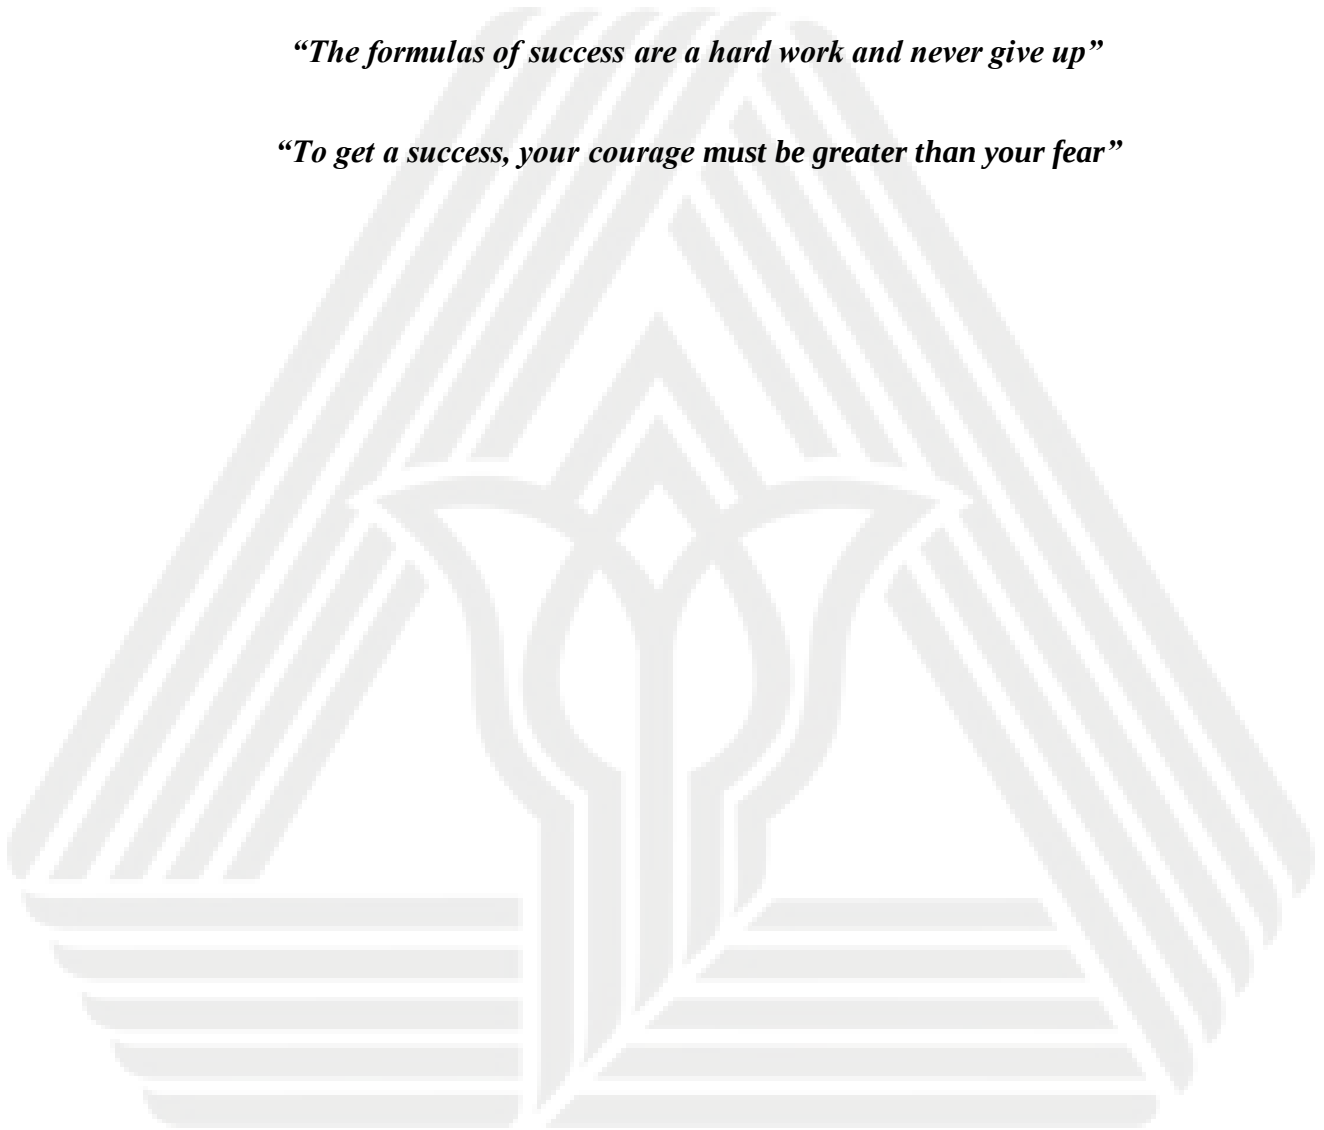 “The formulas of success are a hard work and never give up”
“To get a success, your courage must be greater than your fear”